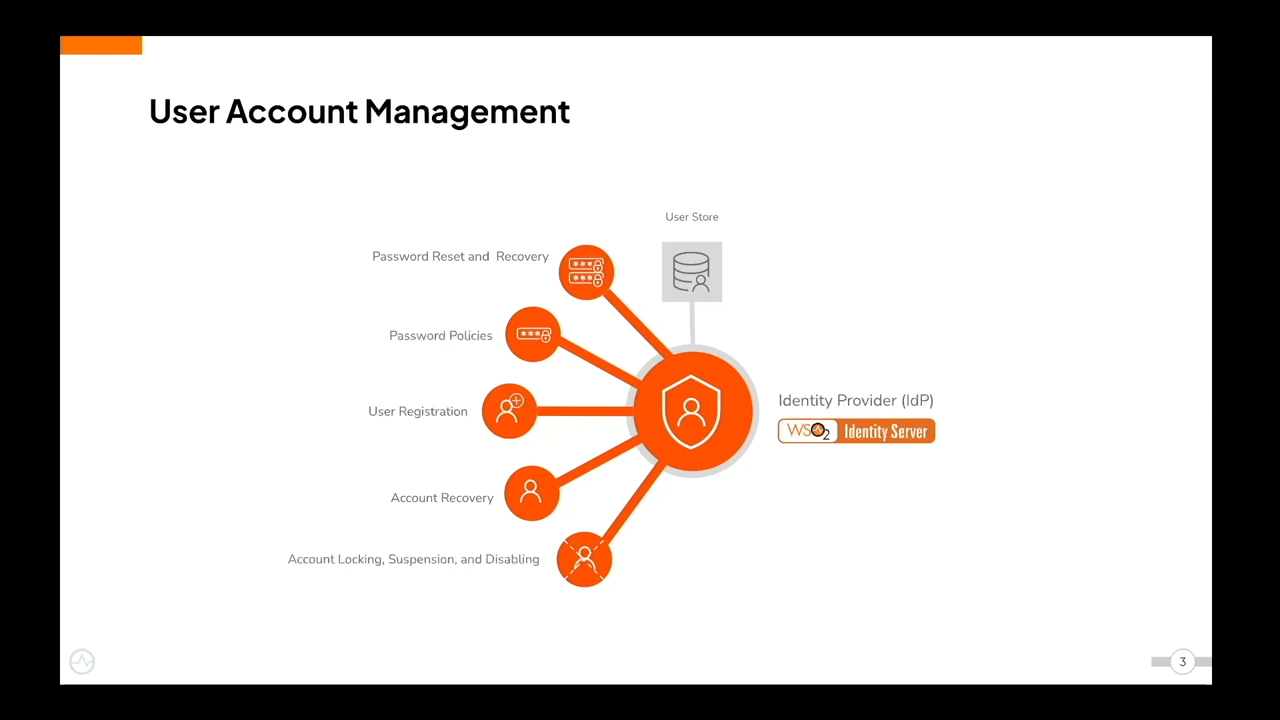 User Account Management
User Store
Password Reset and Recovery
Password Policies
User Registration
Identity Provider (IdP)
WSO2 Identity Server
Account Recovery
Account Locking, Suspension, and Disabling
3